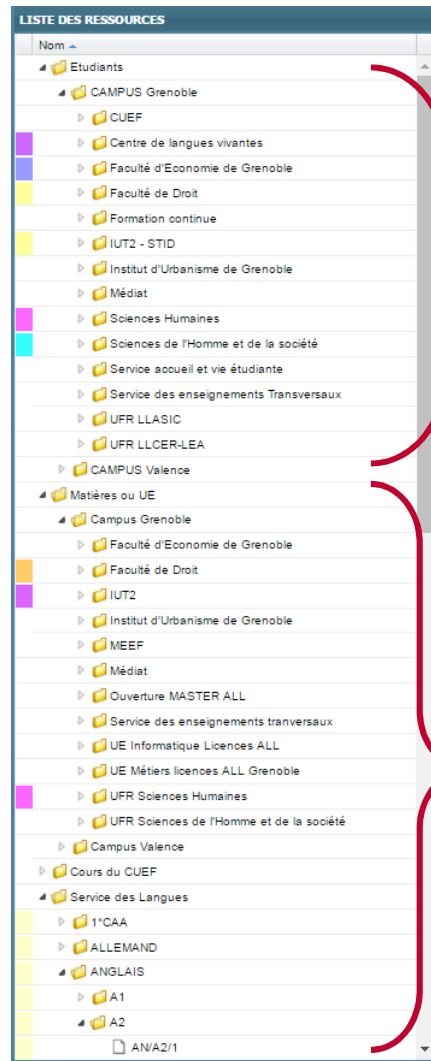 LISTE DES RESSOURCES
Nom
Etudiants
CAMPUS Grenoble
CUEF
Centre de langues vivantes
Faculté d'Economie de Grenoble
Faculté de Droit
Formation continue
IUT2 - STID
Institut d'Urbanisme de Grenoble
Médiat
Sciences Humaines
Sciences de l'Homme et de la société
Service accueil et vie étudiante
Service des enseignements Transversaux
UFR LLASIC
UFR LLCER-LEA
CAMPUS Valence
Matières ou UE
Campus Grenoble
Faculté d'Economie de Grenoble
Faculté de Droit
IUT2
Institut d'Urbanisme de Grenoble
MEEF
Médiat
Ouverture MASTER ALL
Service des enseignements tranversaux
UE Informatique Licences ALL
UE Métiers licences ALL Grenoble
UFR Sciences Humaines
UFR Sciences de l'Homme et de la société
Campus Valence
Cours du CUEF
Service des Langues
1°CAA
ALLEMAND
ANGLAIS
A1
A2
AN/A2/1